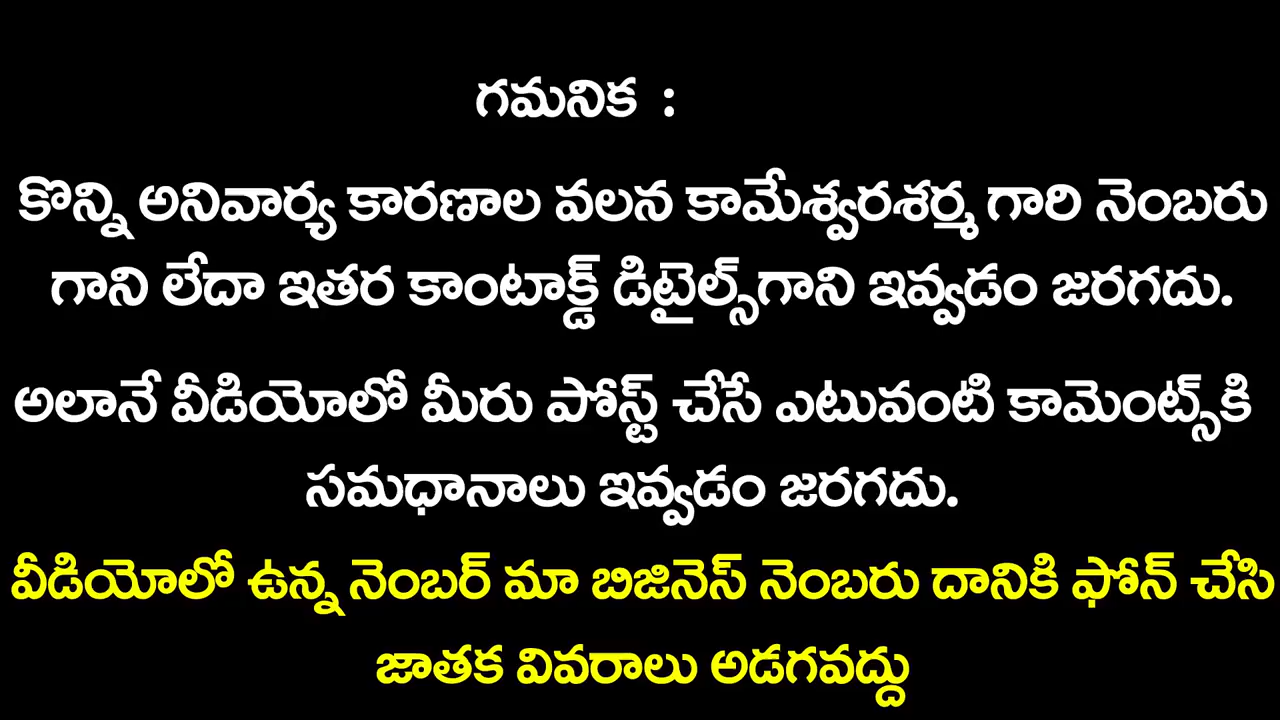 గమనిక :
కొన్ని అనివార్య కారణాల వలన కామేశ్వరశర్మ గారి నెంబరు
గాని లేదా ఇతర కాంటాక్డ్ డిటైల్స్‌గాని ఇవ్వడం జరగదు.
అలానే వీడియోలో మీరు పోస్ట్ చేసే ఎటువంటి కామెంట్స్‌కి
సమధానాలు ఇవ్వడం జరగదు.
వీడియోలో ఉన్న నెంబర్ మా బిజినెస్ నెంబరు దానికి ఫోన్ చేసి
జాతక వివరాలు అడగవద్దు